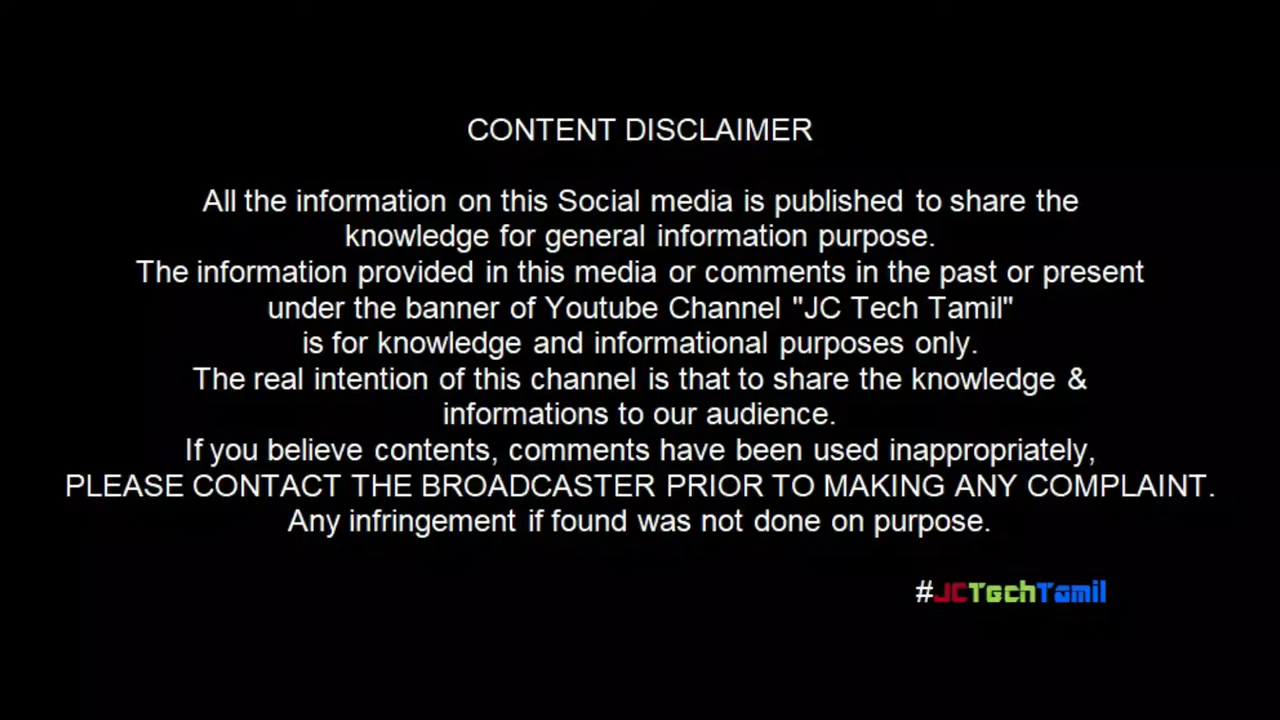 CONTENT DISCLAIMER
All the information on this Social media is published to share the
knowledge for general information purpose.
The information provided in this media or comments in the past or present
under the banner of Youtube Channel "JC Tech Tamil"
is for knowledge and informational purposes only.
The real intention of this channel is that to share the knowledge &
informations to our audience.
If you believe contents, comments have been used inappropriately,
PLEASE CONTACT THE BROADCASTER PRIOR TO MAKING ANY COMPLAINT.
Any infringement if found was not done on purpose.
#JCTechTamil